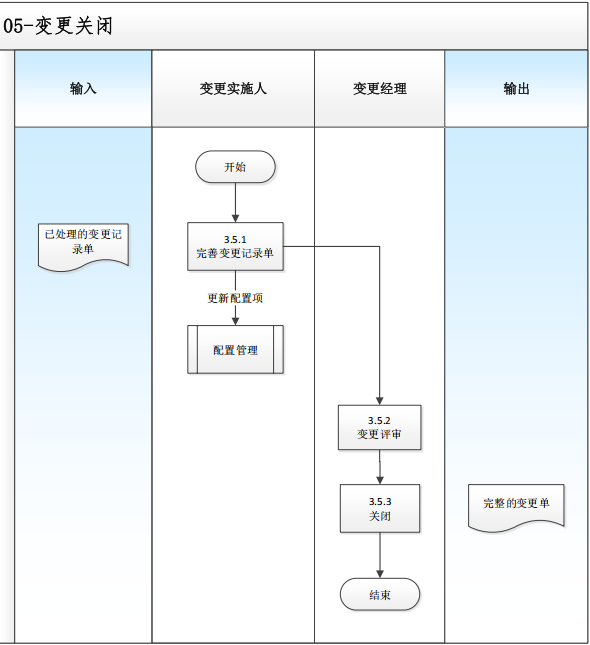 05-变更关闭
输入
变更实施人
变更经理
输出
开始
已处理的变更记
录单
3.5.1
完善变更记录单
更新配置项
配置管理
3.5.2
变更评审
3.5.3
关闭
完整的变更单
结束